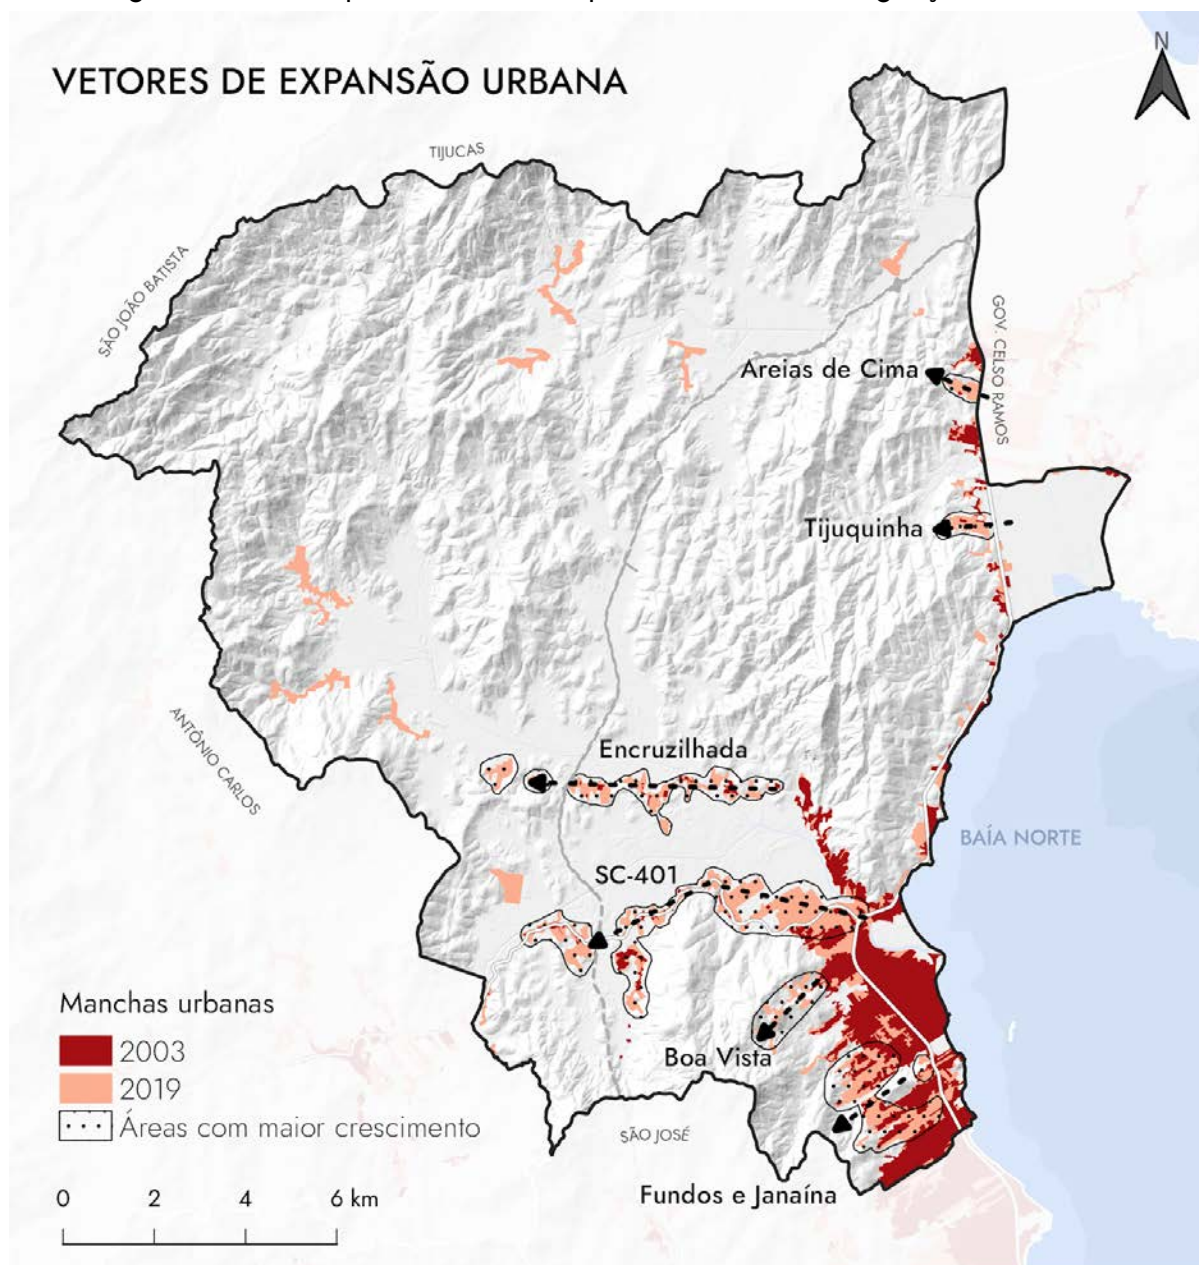 VETORES DE EXPANSÃO URBANA
N
TIJUCAS
SÃO JOÃO BATISTA
GOV. CELSO RAMOS
Areias de Cima
Tijuquinha
ANTÔNIO CARLOS
Encruzilhada
BAÍA NORTE
SC-401
Manchas urbanas
2003
2019
Áreas com maior crescimento
Boa Vista
SÃO JOSÉ
Fundos e Janaína
0 2 4 6 km